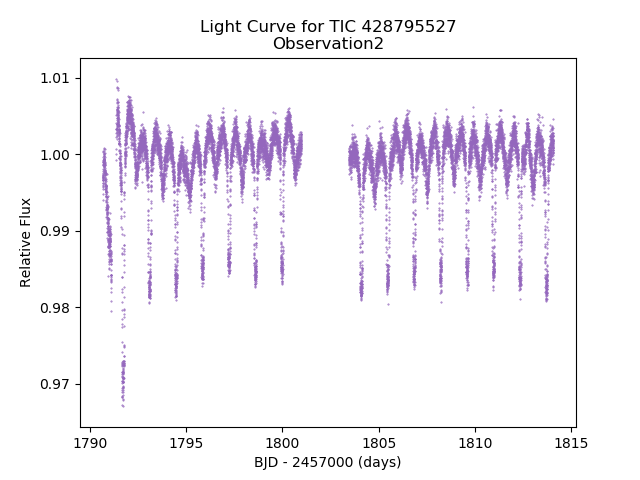 Light Curve for TIC 428795527
Observation2
1.01
1.00
0.99
0.98
0.97
Relative Flux
1790
1795
1800
1805
1810
1815
BJD - 2457000 (days)